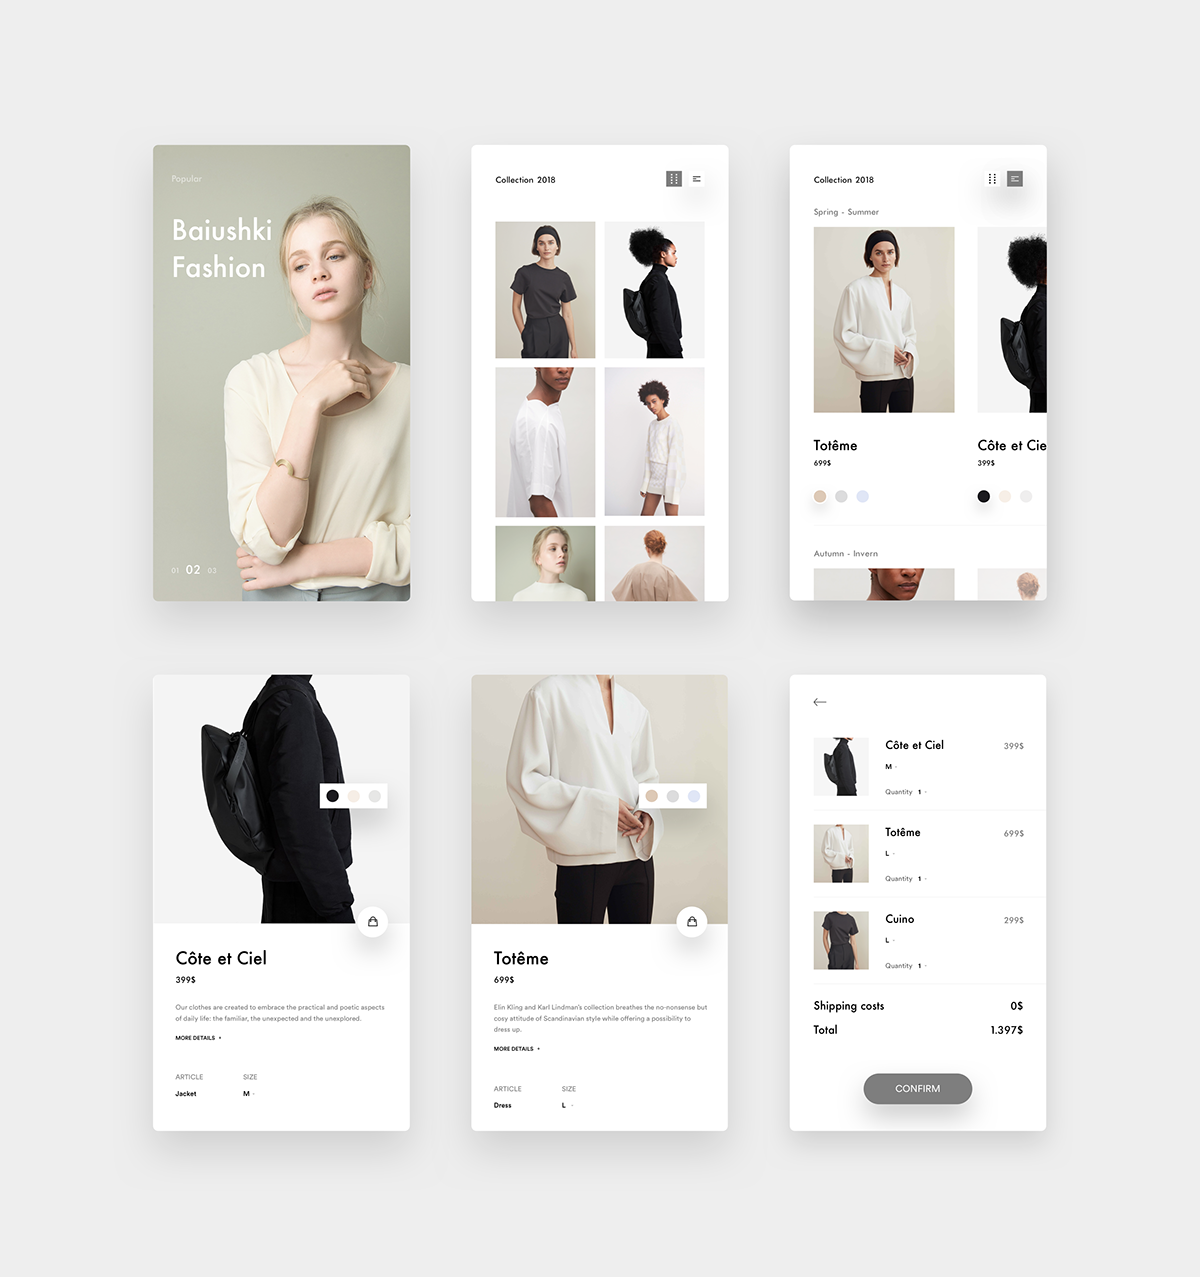 Popular
Baiushki
Fashion
01 02 02
Collection 2018
Collection 2018
Spring - Summer
Totême
699$
Côte et Cie
399$
Autumn - Invern
Côte et Ciel
399$
Our clothes are created to embrace the practical and poetic aspects
of daily life: the familiar, the unexpected and the unexplored.
MORE DETAILS
ARTICLE SIZE
Jacket M
Totême
699$
Elin Kling and Karl Lindman's collection breathes the no-nonsense but
cosy attitude of Scandinavian style while offering a possibility to
dress up.
MORE DETAILS
ARTICLE SIZE
Dress L
Côte et Ciel 399$
M
Quantity 1
Totême 699$
L
Quantity 1
Cuino 299$
L
Quantity 1
Shipping costs 0$
Total 1.397$
CONFIRM